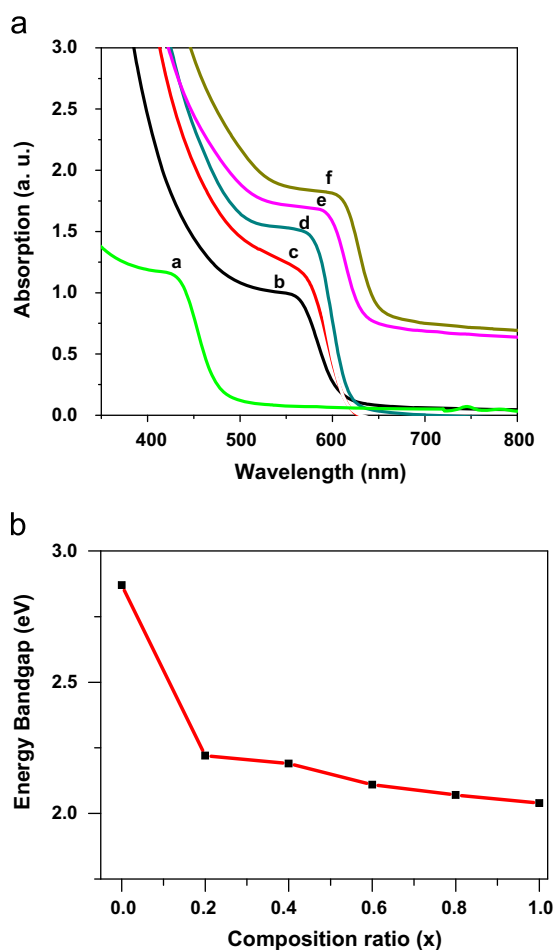 a
3.0
2.5
2.0
1.5
1.0
0.5
0.0
Absorption (a. u.)
a
b
c
d
e
f
400 500 600 700 800
Wavelength (nm)
b
3.0
2.5
2.0
Energy Bandgap (eV)
0.0 0.2 0.4 0.6 0.8 1.0
Composition ratio (x)